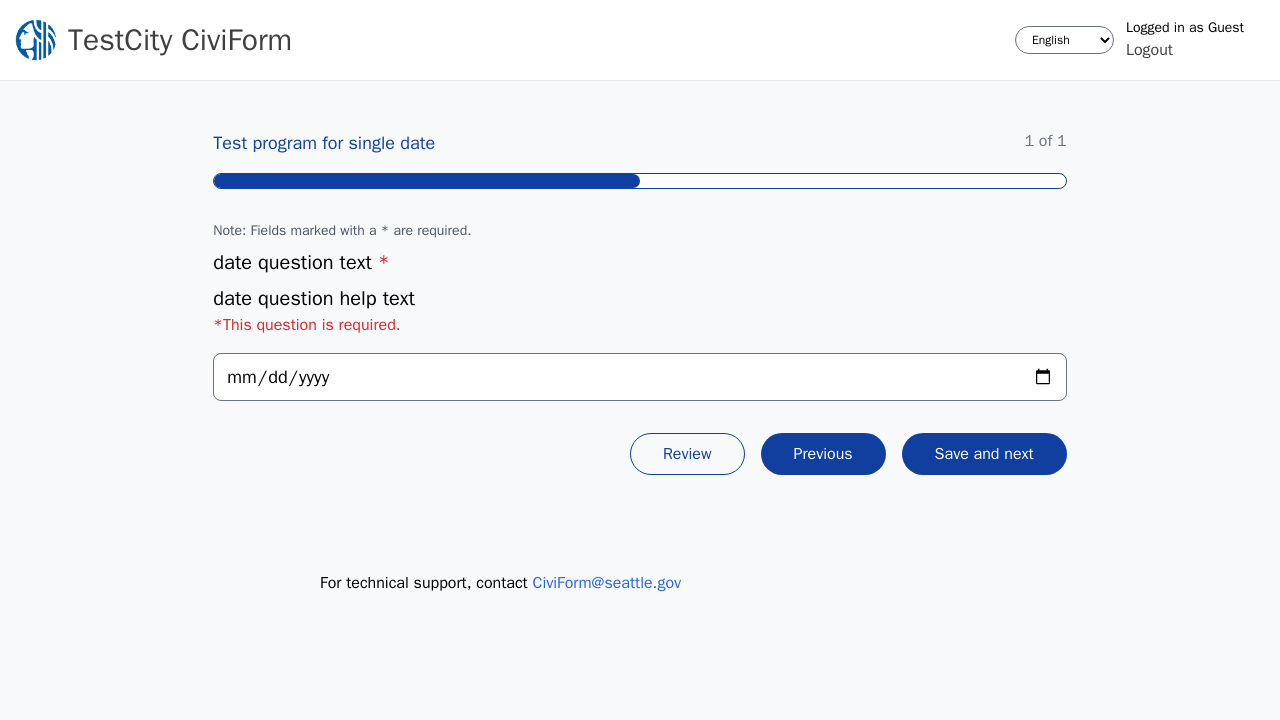 TestCity CiviForm
English
Logged in as Guest
Logout
Test program for single date
1 of 1
Note: Fields marked with a * are required.
date question text *
date question help text
*This question is required.
mm/dd/yyyy
Review
Previous
Save and next
For technical support, contact CiviForm@seattle.gov